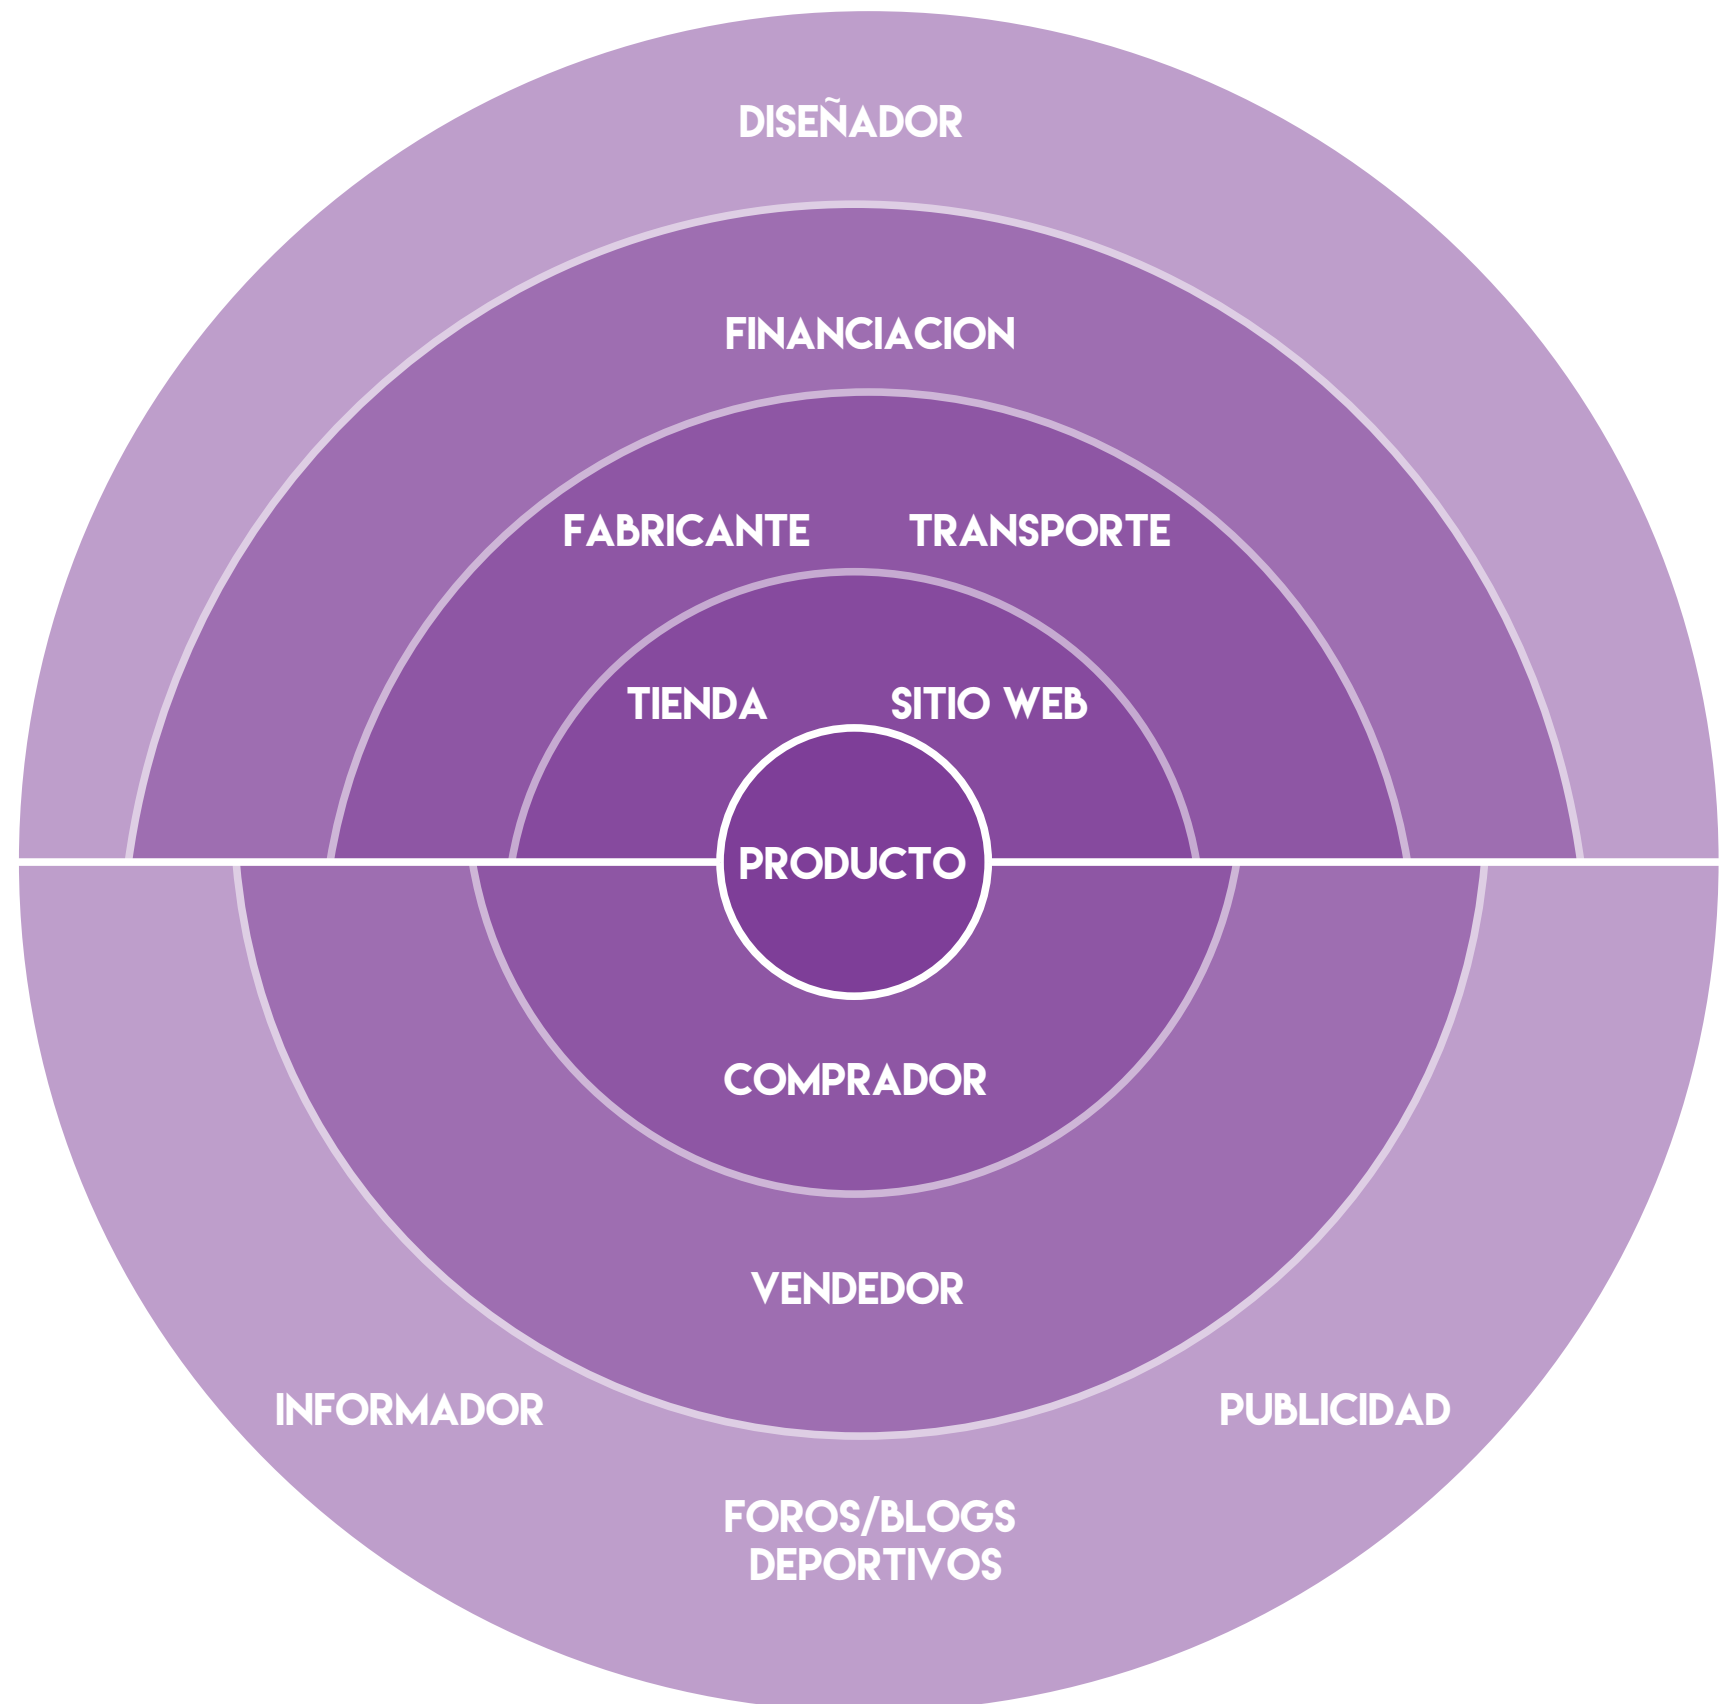 DISEÑADOR
FINANCIACION
FABRICANTE TRANSPORTE
TIENDA SITIO WEB
PRODUCTO
COMPRADOR
VENDEDOR
INFORMADOR PUBLICIDAD
FOROS/BLOGS
DEPORTIVOS